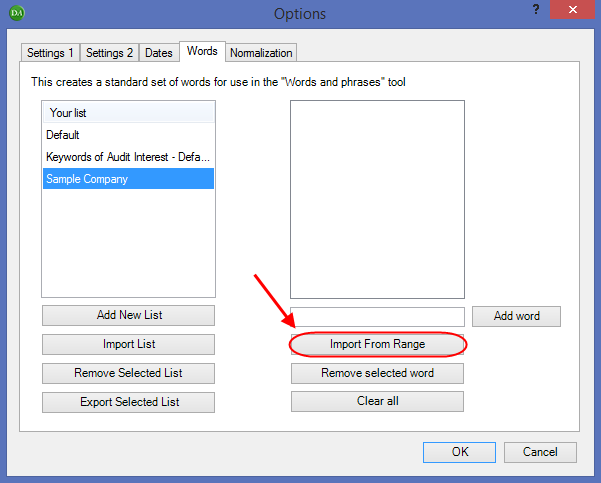 DA
Options
?
Settings 1 Settings 2 Dates Words Normalization
This creates a standard set of words for use in the "Words and phrases" tool
Your list
Default
Keywords of Audit Interest - Defa...
Sample Company
Add New List
Import List
Remove Selected List
Export Selected List
Add word
Import From Range
Remove selected word
Clear all
OK
Cancel